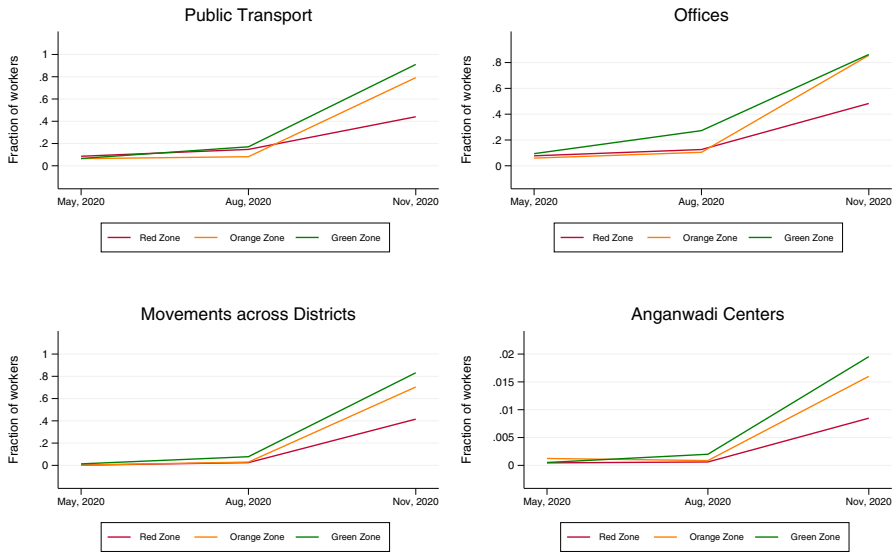 Public Transport
Fraction of workers
1
.8
.6
.4
.2
0
May, 2020 Aug, 2020 Nov, 2020
Red Zone Orange Zone Green Zone
Offices
Fraction of workers
.8
.6
.4
.2
0
May, 2020 Aug, 2020 Nov, 2020
Red Zone Orange Zone Green Zone
Movements across Districts
Fraction of workers
1
.8
.6
.4
.2
0
May, 2020 Aug, 2020 Nov, 2020
Red Zone Orange Zone Green Zone
Anganwadi Centers
Fraction of workers
.02
.015
.01
.005
0
May, 2020 Aug, 2020 Nov, 2020
Red Zone Orange Zone Green Zone